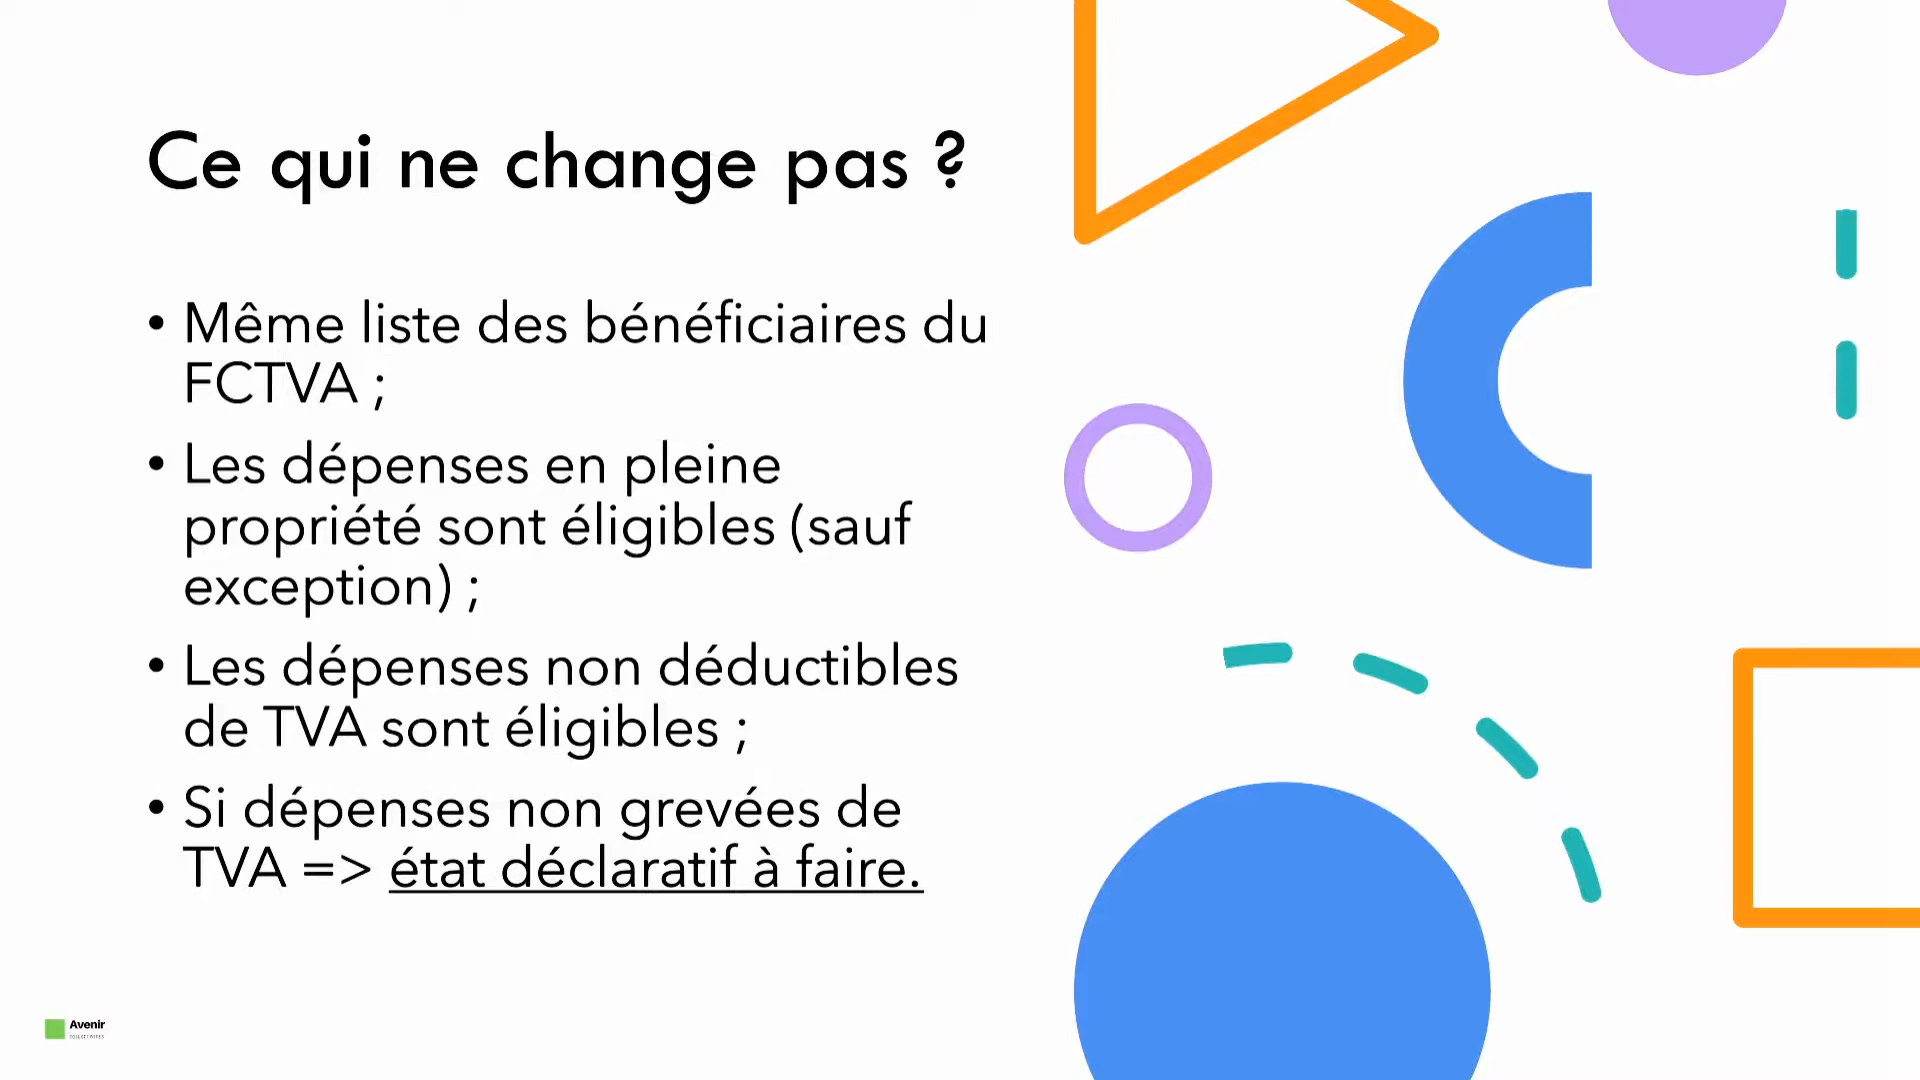 Ce qui ne change pas ?
• Même liste des bénéficiaires du
FCTVA ;
• Les dépenses en pleine
propriété sont éligibles (sauf
exception) ;
• Les dépenses non déductibles
de TVA sont éligibles ;
• Si dépenses non grevées de
TVA => état déclaratif à faire.
Avenir
COLLECTIVITÉS